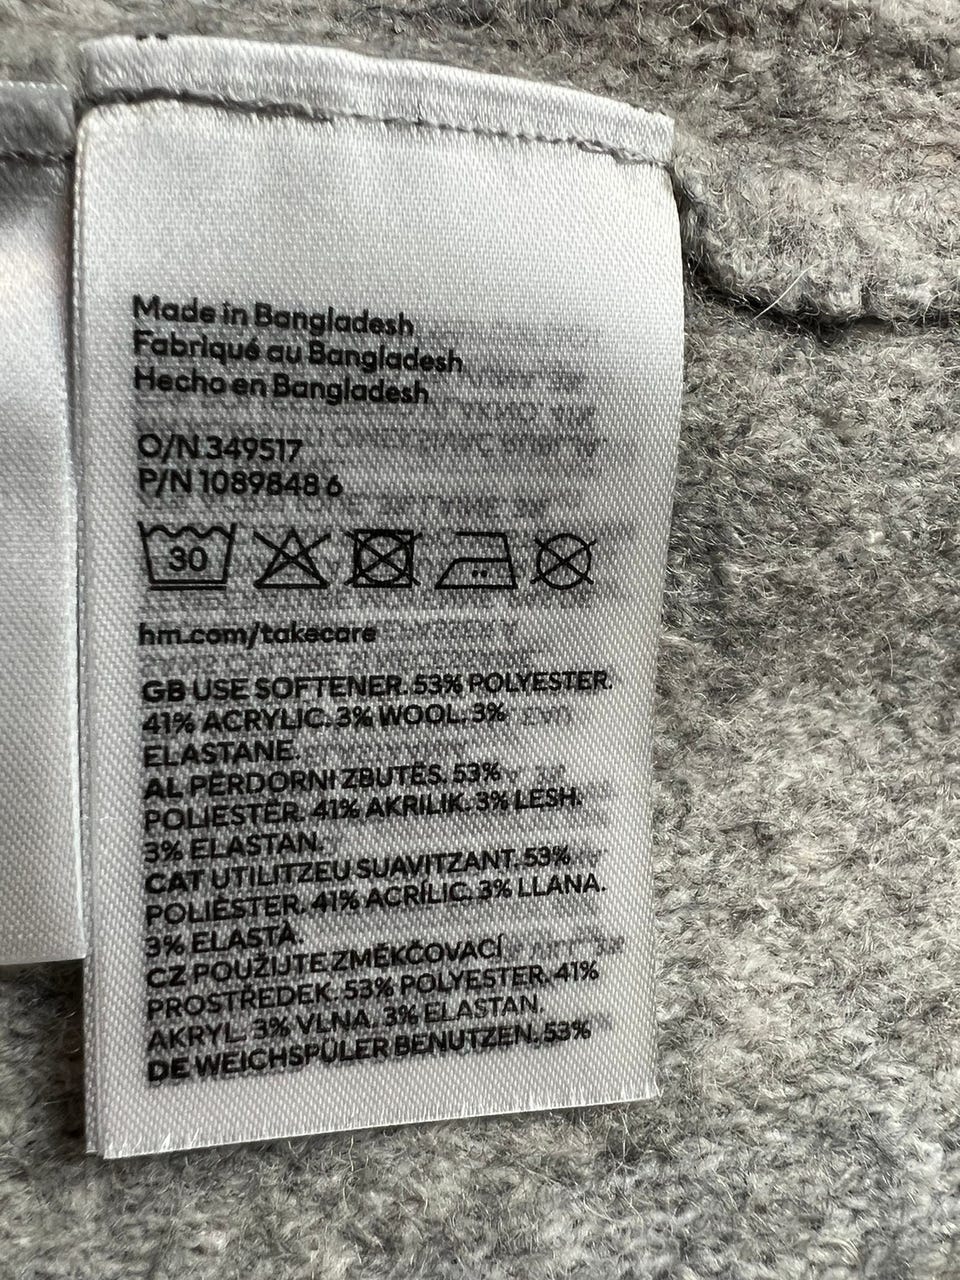 Made in Bangladesh
Fabriqué au Bangladesh
Hecho en Bangladesh
O/N 349517
P/N 1089848 6
30
hm.com/takecare
GB USE SOFTENER. 53% POLYESTER.
41% ACRYLIC. 3% WOOL. 3%
ELASTANE.
AL PËRDORNI ZBUTËS. 53%
POLIESTËR. 41% AKRILIK. 3% LESH.
3% ELASTAN.
CAT UTILITZEU SUAVITZANT. 53%
POLIÈSTER. 41% ACRÍLIC. 3% LLANA.
3% ELASTÀ.
CZ POUŽIJTE ZMĚKČOVACÍ
PROSTŘEDEK. 53% POLYESTER. 41%
AKRYL. 3% VLNA. 3% ELASTAN.
DE WEICHSPÜLER BENUTZEN. 53%